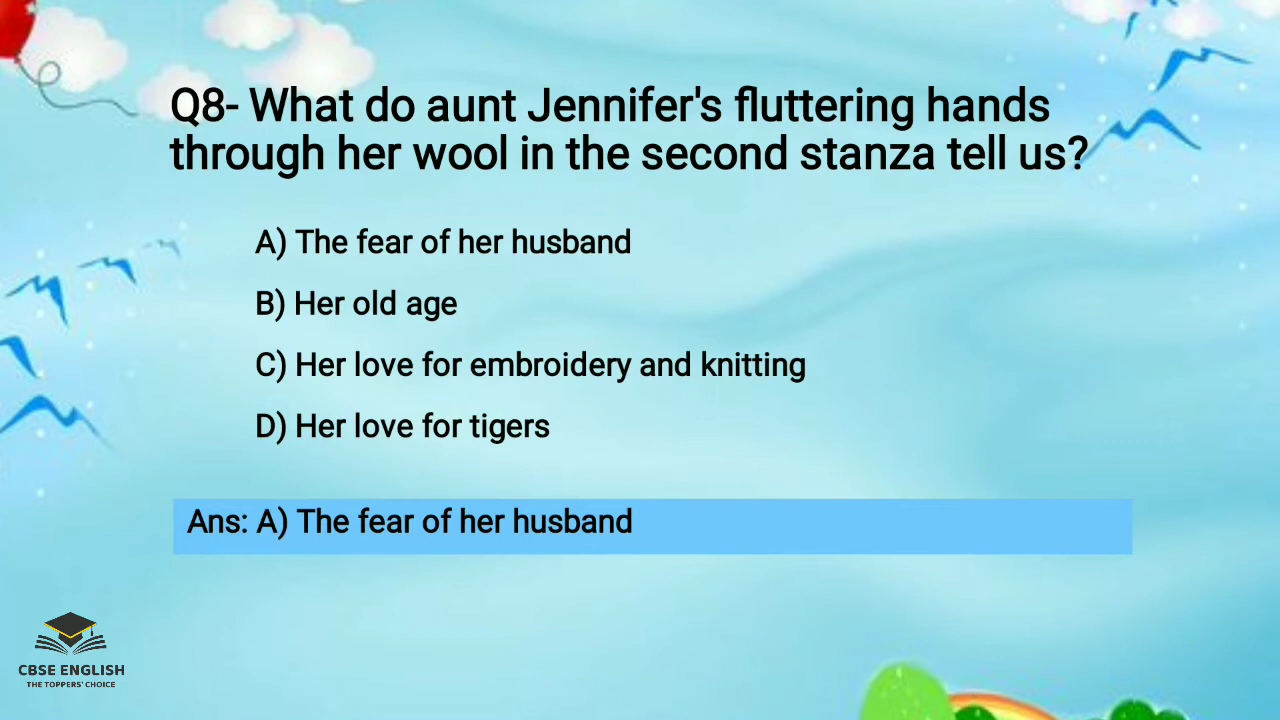 Q8- What do aunt Jennifer's fluttering hands
through her wool in the second stanza tell us?
A) The fear of her husband
B) Her old age
C) Her love for embroidery and knitting
D) Her love for tigers
Ans: A) The fear of her husband
CBSE ENGLISH
THE TOPPERS' CHOICE